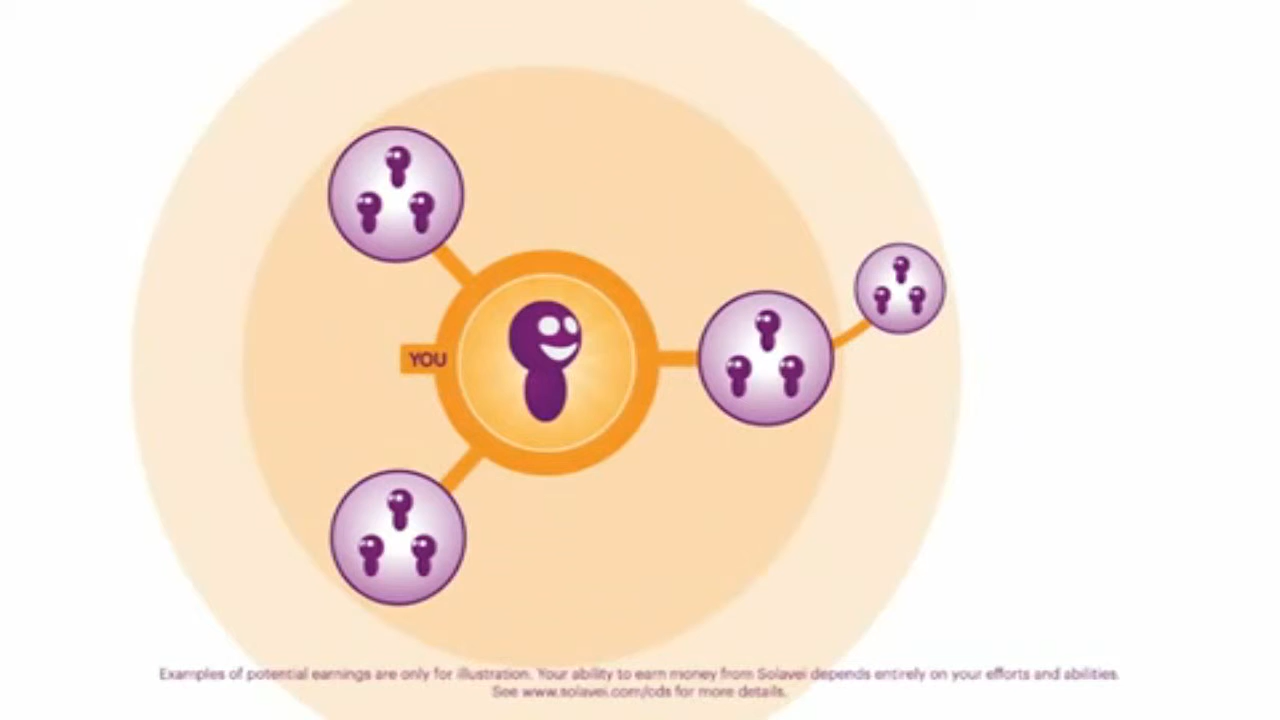 YOU
Examples of potential earnings are only for illustration. Your ability to earn money from Solavei depends entirely on your efforts and abilities.
See www.solavei.com/cds for more details.